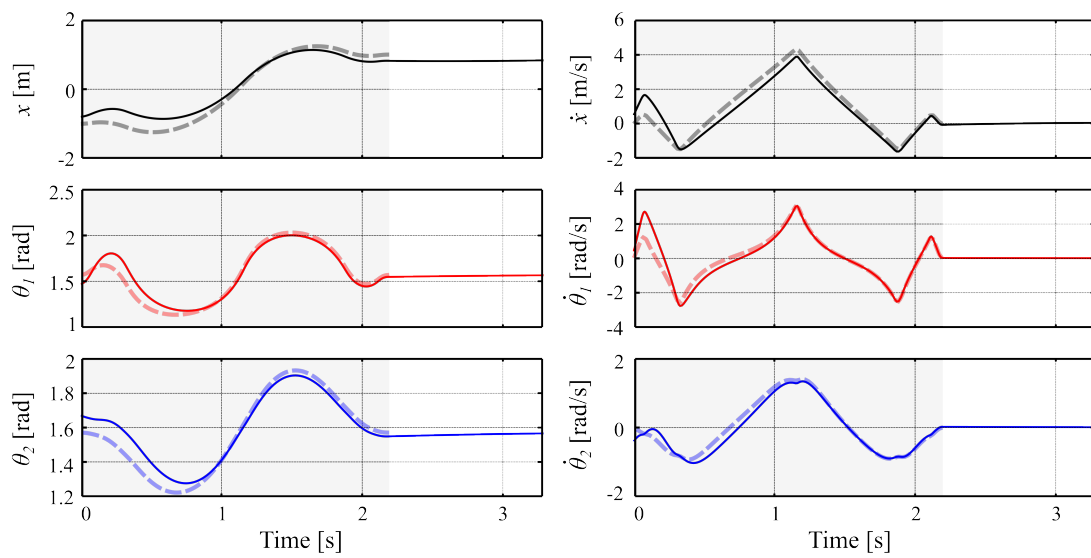 2
0
-2
x [m]
6
4
2
0
-2
ẋ [m/s]
2.5
2
1.5
1
θ1 [rad]
4
2
0
-2
-4
θ̇1 [rad/s]
2
1.8
1.6
1.4
1.2
θ2 [rad]
2
0
-2
θ̇2 [rad/s]
0 1 2 3
Time [s]
0 1 2 3
Time [s]